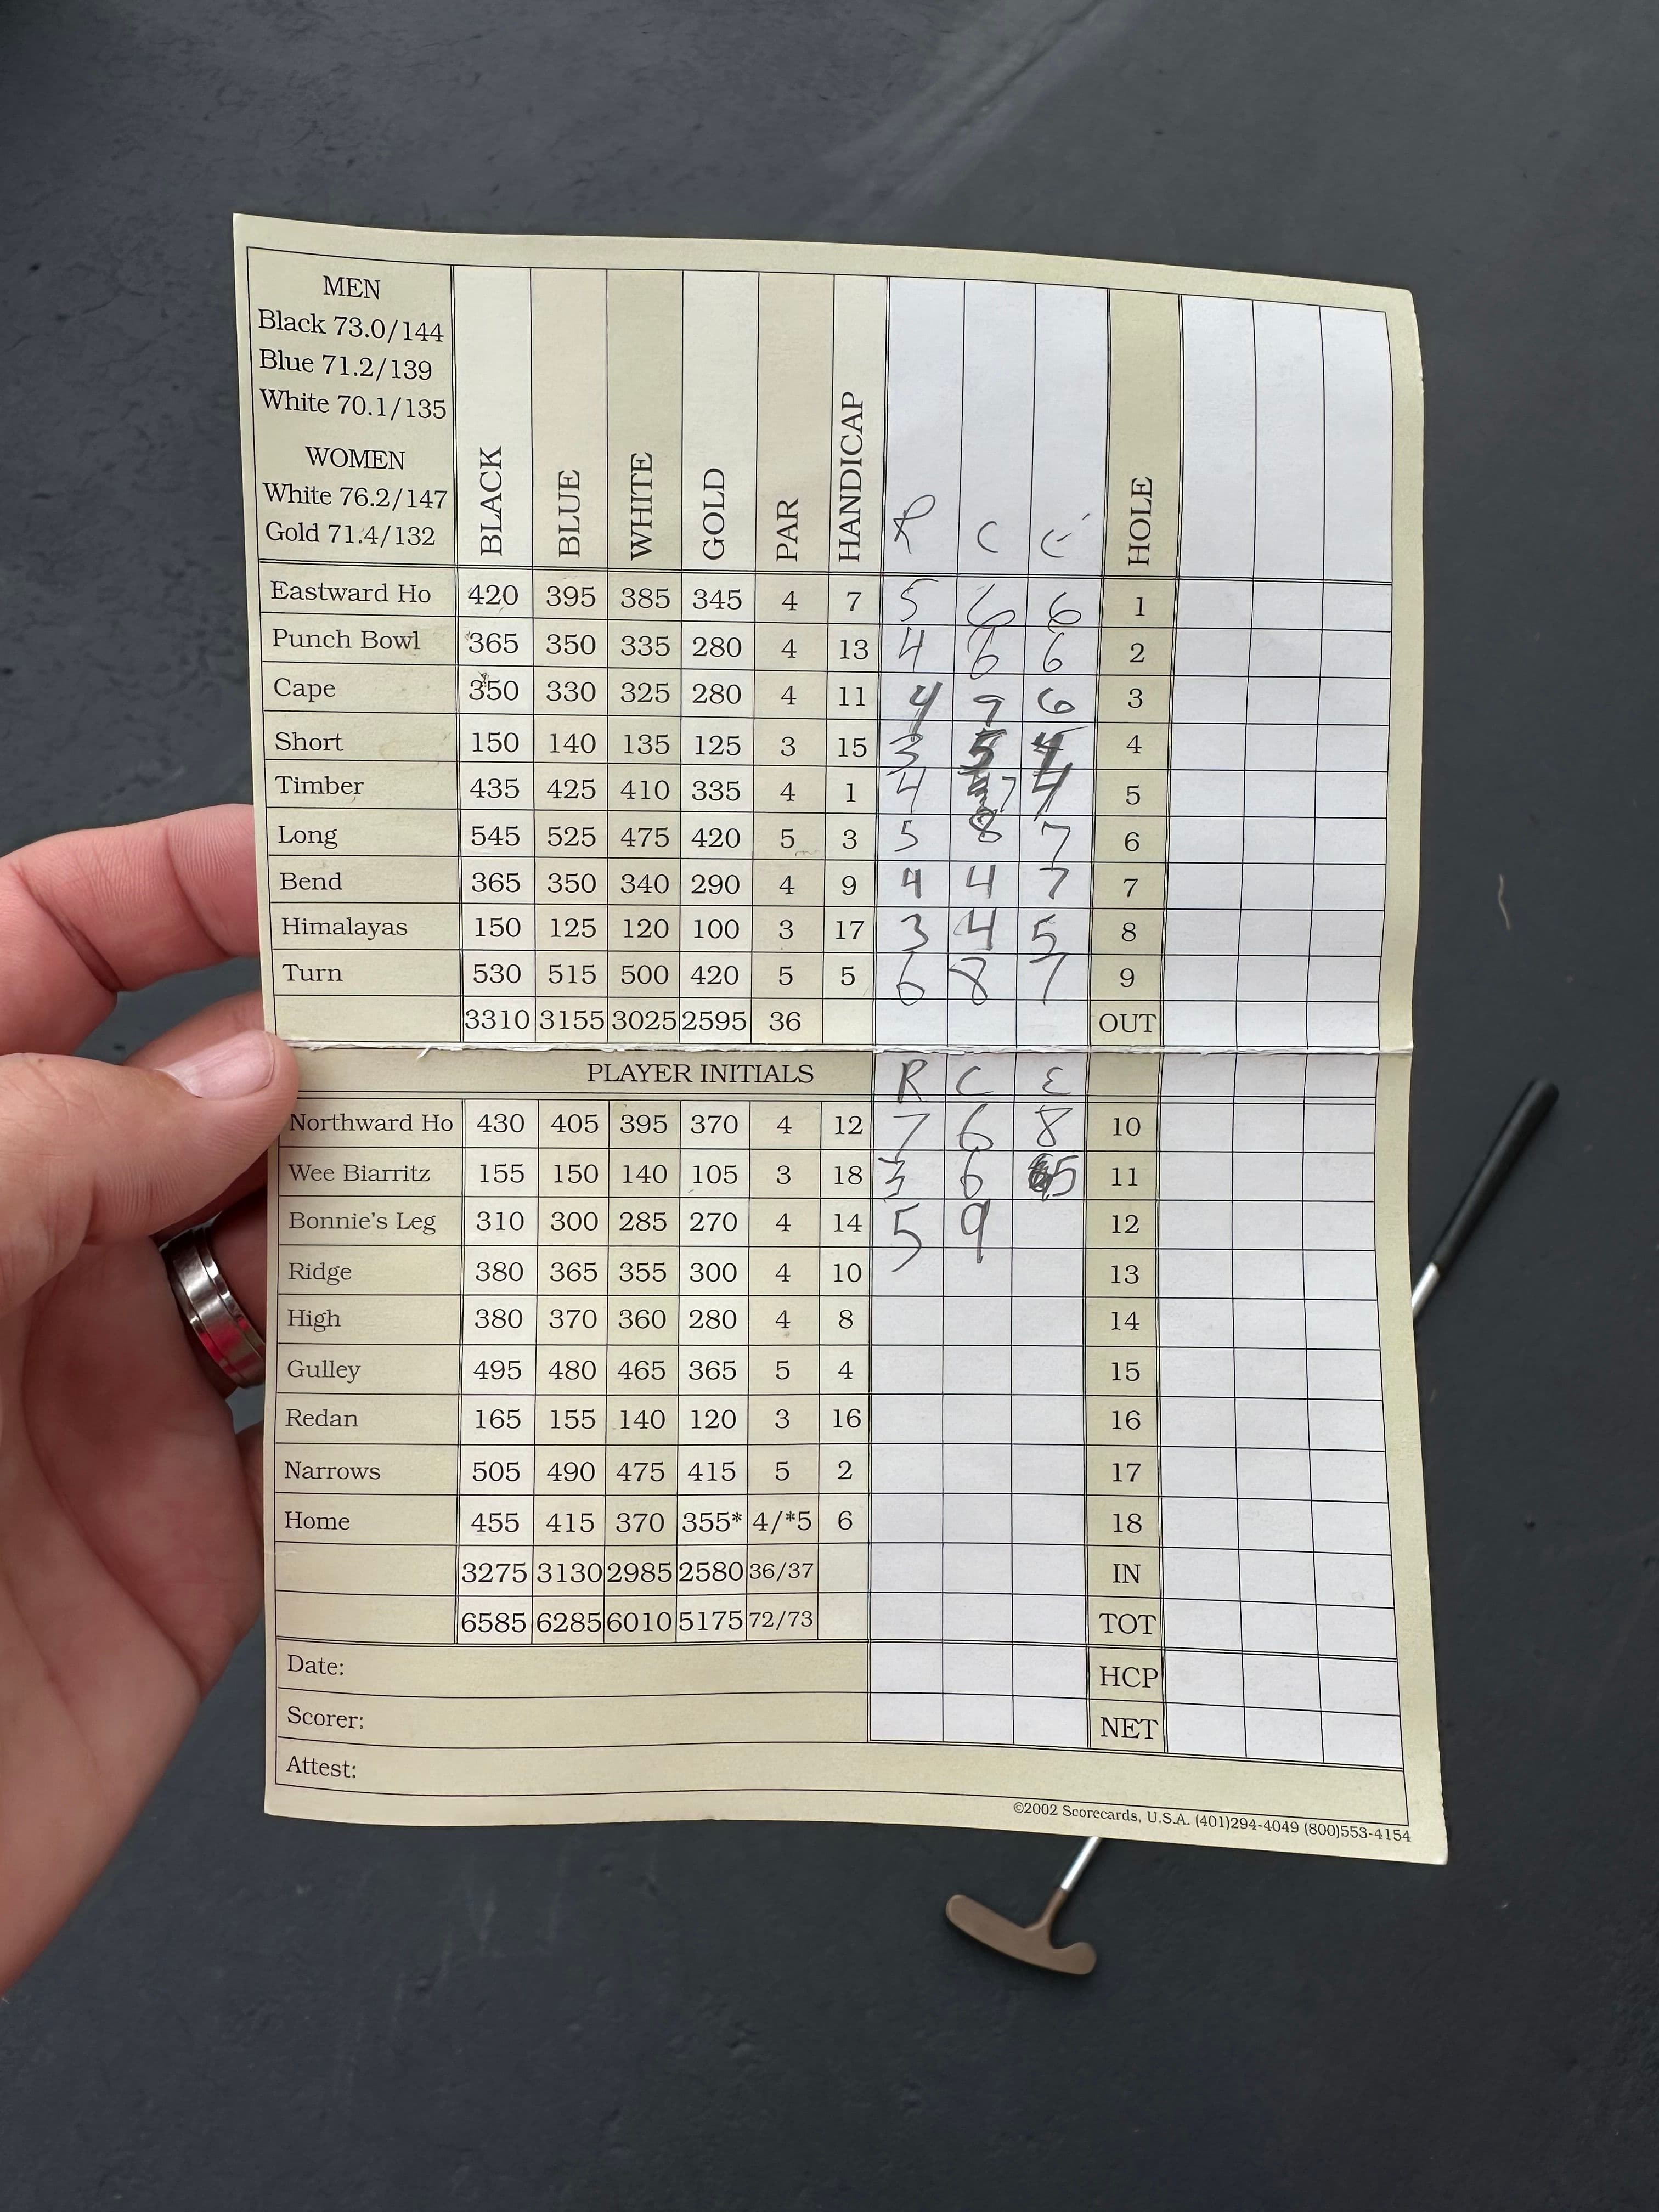 MEN
Black 73.0/144
Blue 71.2/139
White 70.1/135
WOMEN
White 76.2/147
Gold 71.4/132
BLACK BLUE WHITE GOLD PAR HANDICAP R C E HOLE
Eastward Ho 420 395 385 345 4 7 5 6 6 1
Punch Bowl 365 350 335 280 4 13 4 6 6 2
Cape 350 330 325 280 4 11 4 9 6 3
Short 150 140 135 125 3 15 3 5 4 4
Timber 435 425 410 335 4 1 4 7 4 5
Long 545 525 475 420 5 3 5 8 7 6
Bend 365 350 340 290 4 9 4 4 7 7
Himalayas 150 125 120 100 3 17 3 4 5 8
Turn 530 515 500 420 5 5 6 8 7 9
3310 3155 3025 2595 36 OUT
PLAYER INITIALS R C E
Northward Ho 430 405 395 370 4 12 7 6 8 10
Wee Biarritz 155 150 140 105 3 18 3 6 5 11
Bonnie's Leg 310 300 285 270 4 14 5 9 12
Ridge 380 365 355 300 4 10 13
High 380 370 360 280 4 8 14
Gulley 495 480 465 365 5 4 15
Redan 165 155 140 120 3 16 16
Narrows 505 490 475 415 5 2 17
Home 455 415 370 355* 4/*5 6 18
3275 3130 2985 2580 36/37 IN
6585 6285 6010 5175 72/73 TOT
Date: HCP
Scorer: NET
Attest:
©2002 Scorecards, U.S.A. (401)294-4049 (800)553-4154